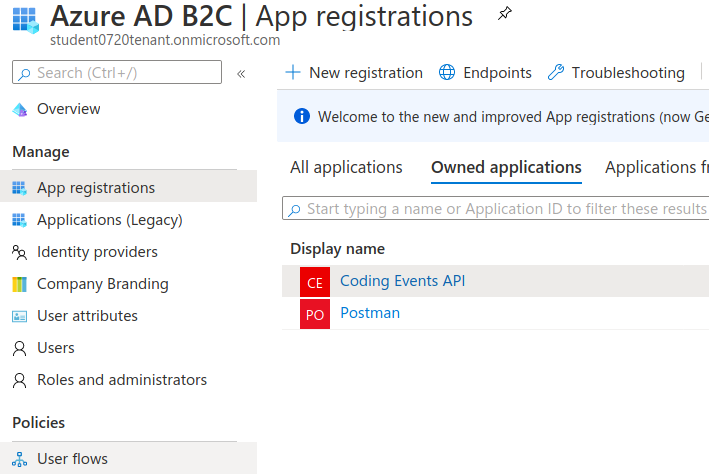 Azure AD B2C | App registrations
student0720tenant.onmicrosoft.com
Search (Ctrl+/)
«
New registration
Endpoints
Troubleshooting
Overview
Welcome to the new and improved App registrations (now Ge
Manage
App registrations
Applications (Legacy)
Identity providers
Company Branding
User attributes
Users
Roles and administrators
Policies
User flows
All applications
Owned applications
Applications fr
Start typing a name or Application ID to filter these results
Display name
CE
Coding Events API
PO
Postman